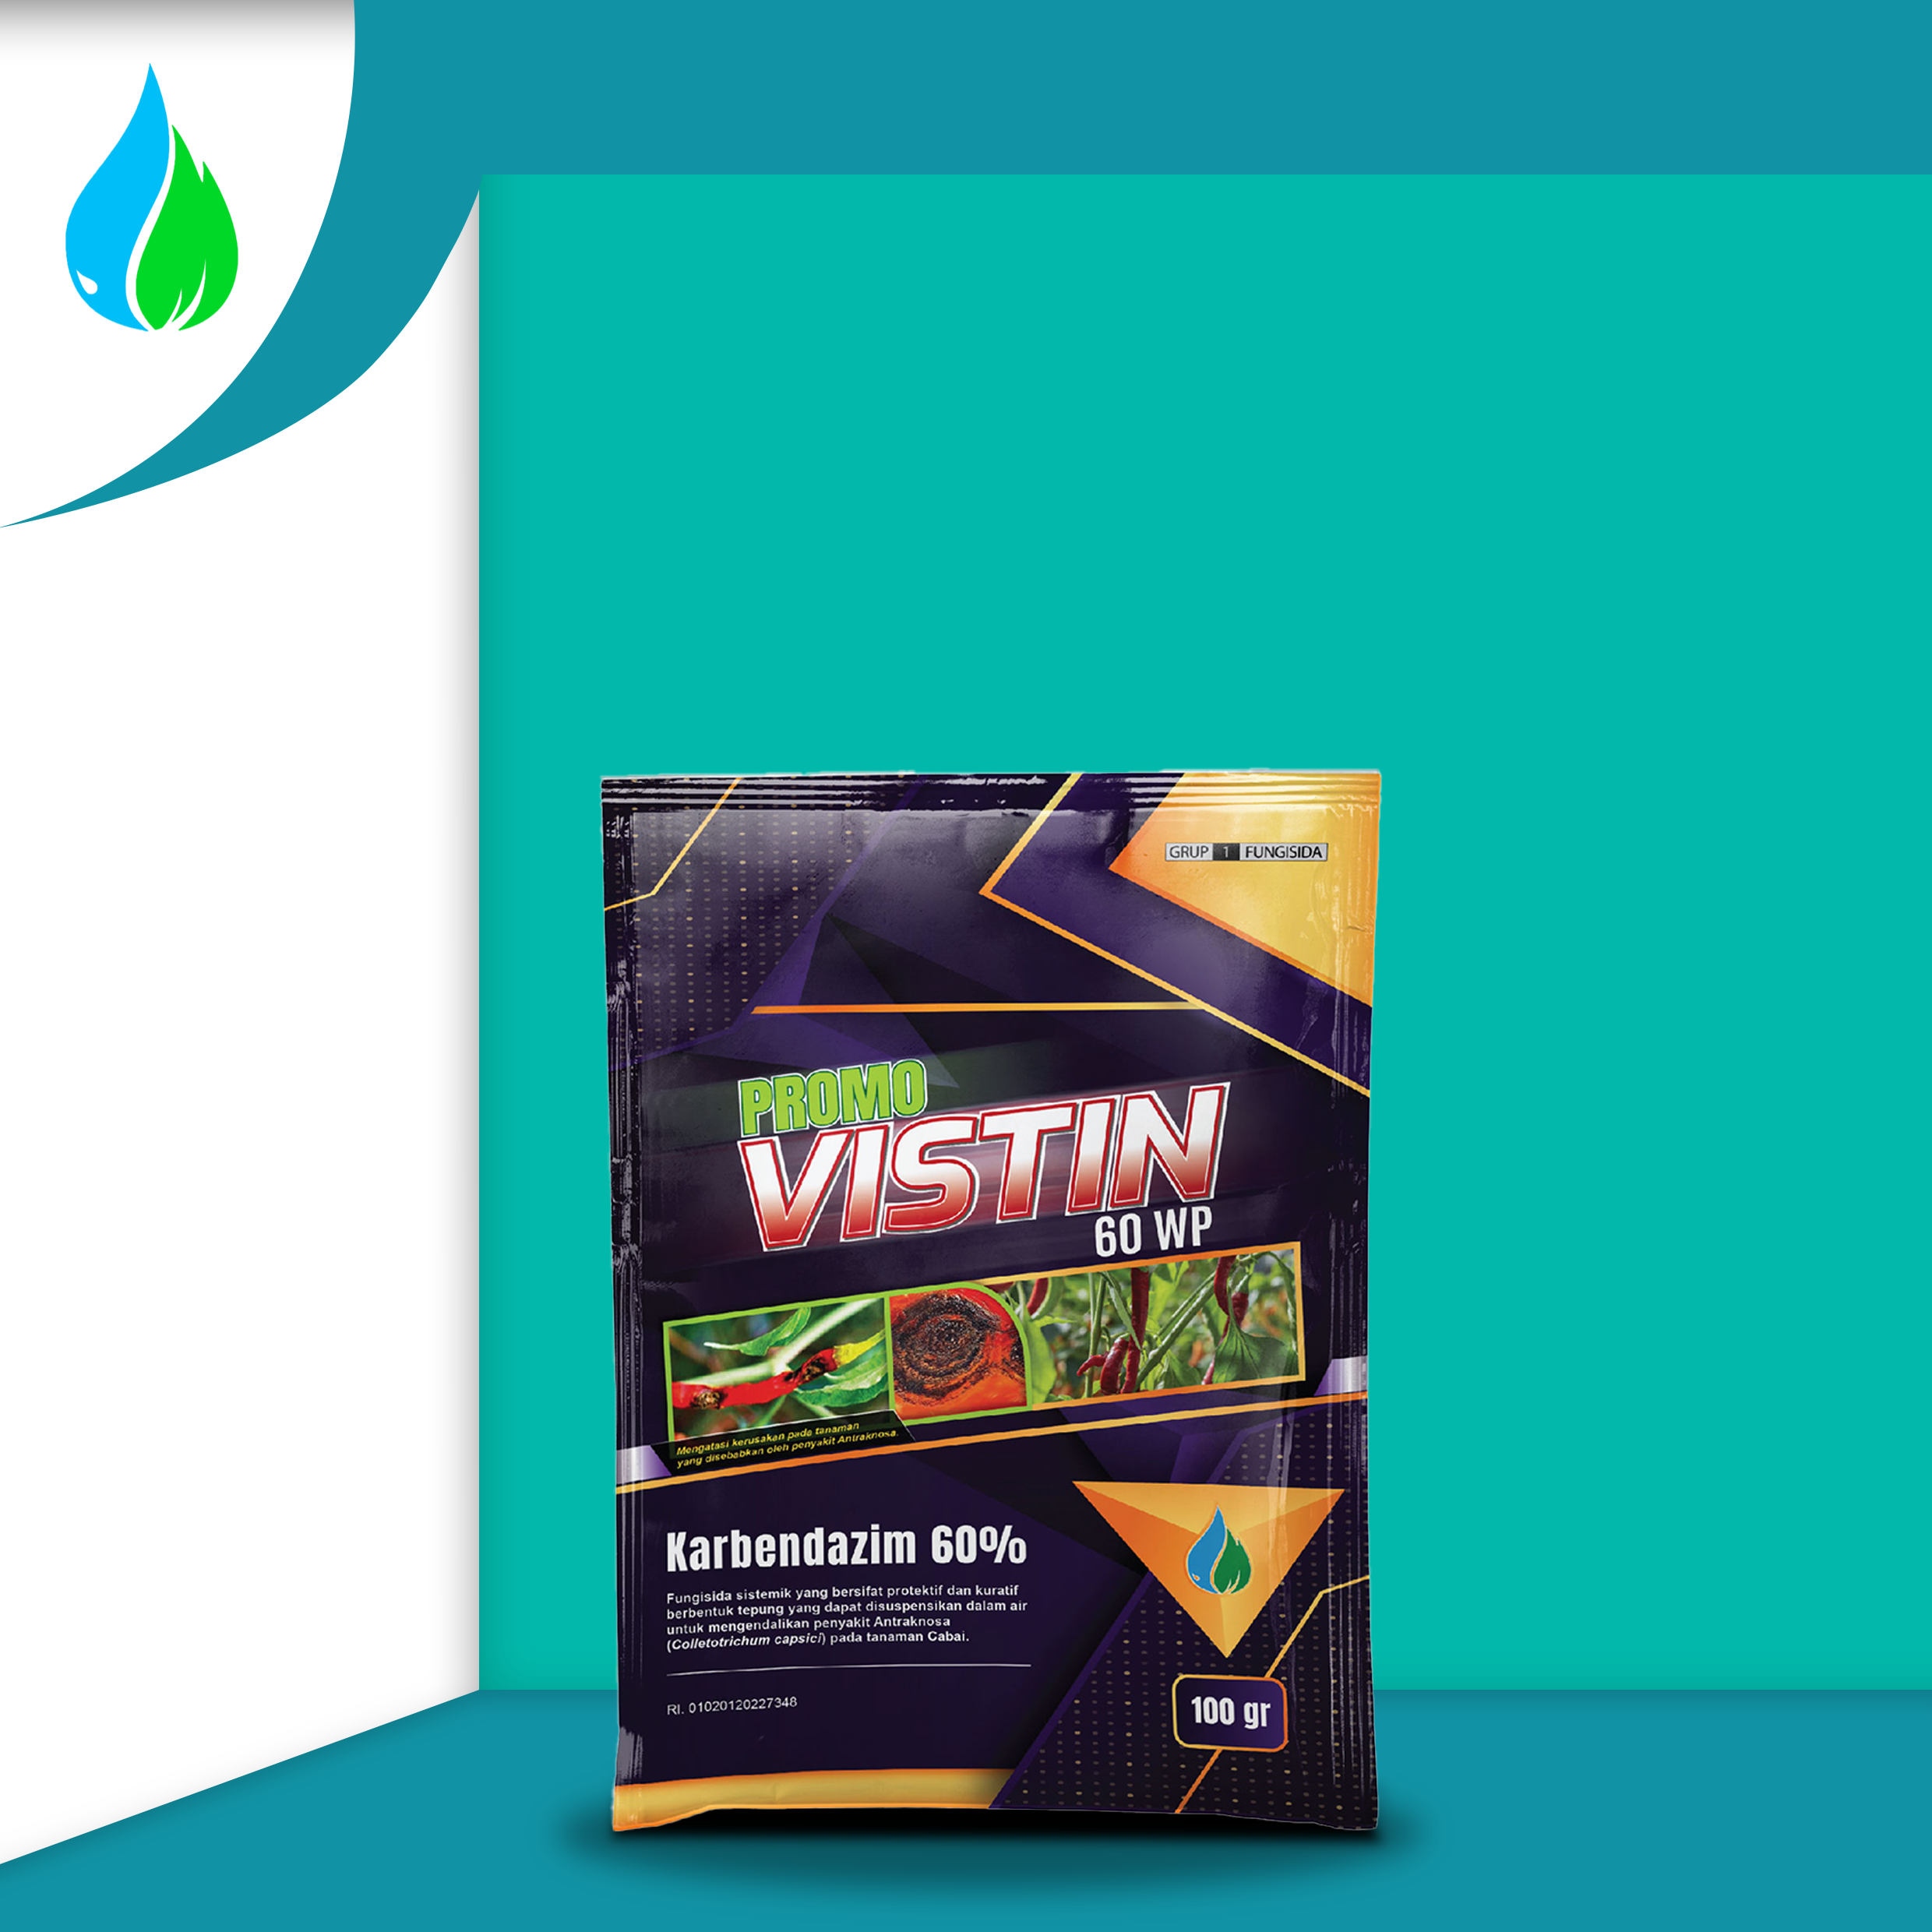 GRUP 1 FUNGISIDA
PROMO
VISTIN
60 WP
Mengatasi kerusakan pada tanaman
yang disebabkan oleh penyakit Antraknosa.
Karbendazim 60%
Fungisida sistemik yang bersifat protektif dan kuratif
berbentuk tepung yang dapat disuspensikan dalam air
untuk mengendalikan penyakit Antraknosa
(Colletotrichum capsici) pada tanaman Cabai.
RI. 01020120227348
100 gr